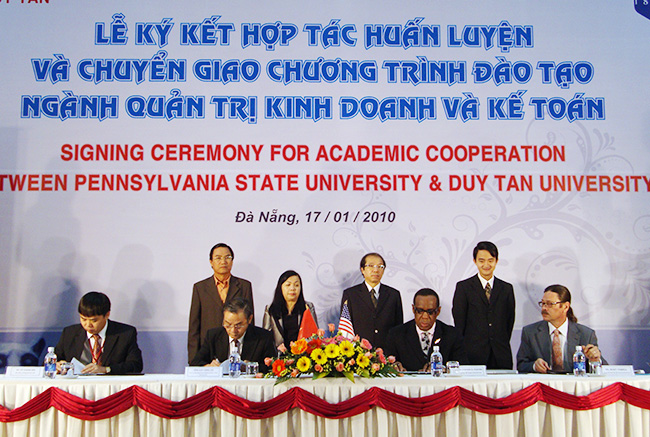 UY TAN
LỄ KÝ KẾT HỢP TÁC HUẤN LUYỆN
VÀ CHUYỂN GIAO CHƯƠNG TRÌNH ĐÀO TẠO
NGÀNH QUẢN TRỊ KINH DOANH VÀ KẾ TOÁN
SIGNING CEREMONY FOR ACADEMIC COOPERATION
TWEEN PENNSYLVANIA STATE UNIVERSITY & DUY TAN UNIVERSITY
Đà Nẵng, 17 / 01 / 2010